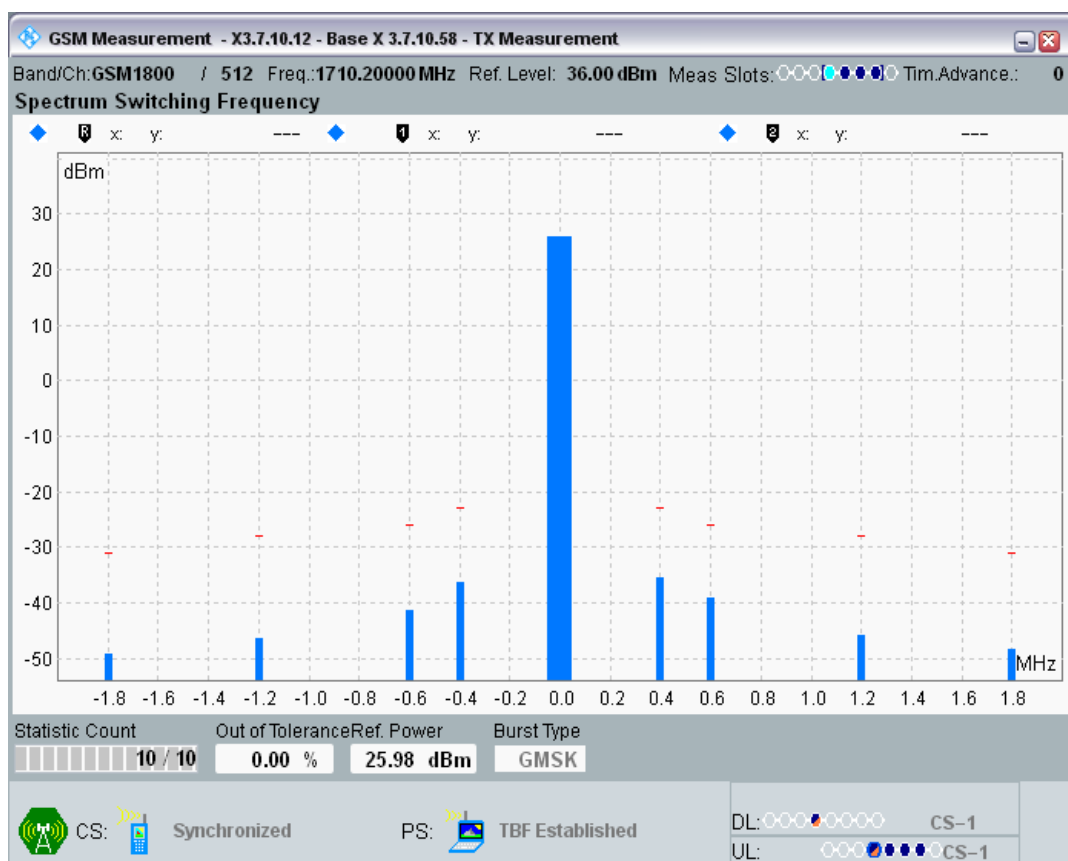 GSM Measurement - X3.7.10.12 - Base X 3.7.10.58 - TX Measurement
Band/Ch:GSM1800 / 512 Freq.:1710.20000 MHz Ref. Level: 36.00 dBm Meas Slots: Tim.Advance.: 0
Spectrum Switching Frequency
R x: y: --- 1 x: y: --- 2 x: y: ---
dBm
30
20
10
0
-10
-20
-30
-40
-50
MHz
-1.8 -1.6 -1.4 -1.2 -1.0 -0.8 -0.6 -0.4 -0.2 0.0 0.2 0.4 0.6 0.8 1.0 1.2 1.4 1.6 1.8
Statistic Count Out of Tolerance Ref. Power Burst Type
10 / 10 0.00 % 25.98 dBm GMSK
CS: Synchronized PS: TBF Established DL: CS-1
UL: CS-1